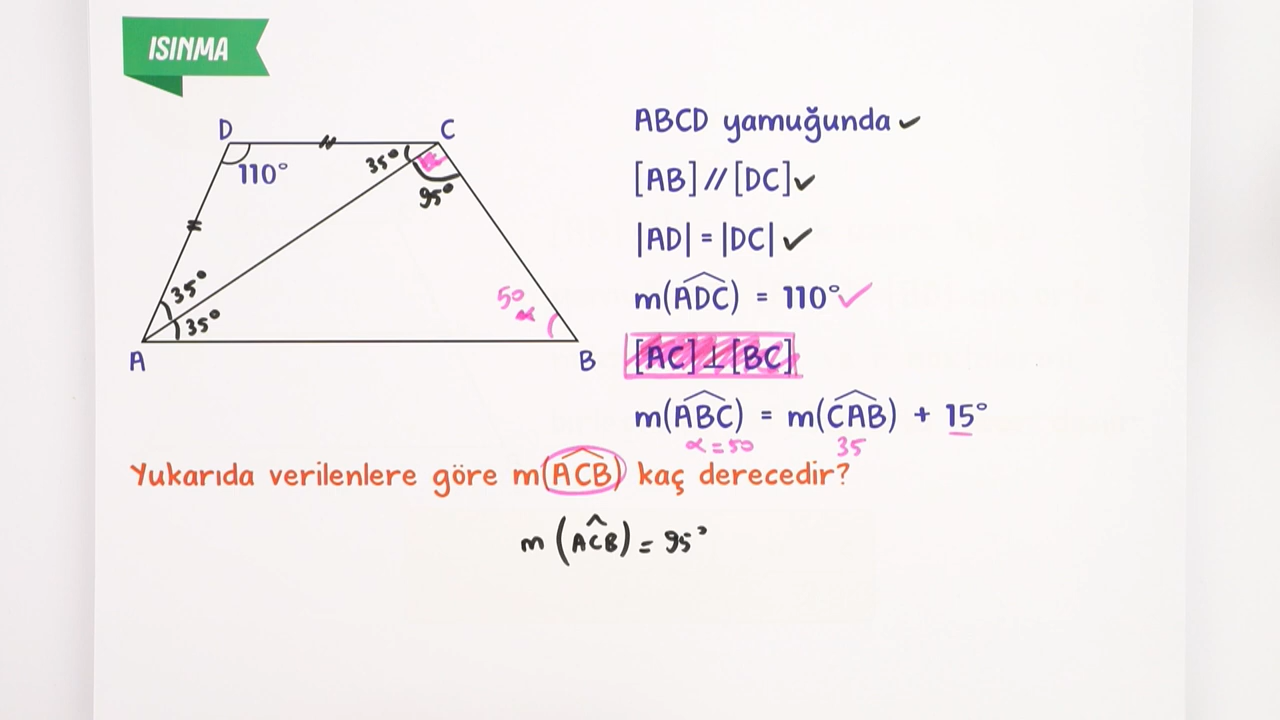 ISINMA
D
C
110°
35°
95°
35°
35°
50
α
A
B
ABCD yamuğunda
[AB] // [DC]
|AD| = |DC|
m(ADC) = 110°
[AC] ⊥ [BC]
m(ABC) = m(CAB) + 15°
α = 50
35
Yukarıda verilenlere göre m(ACB) kaç derecedir?
m (ACB) = 95°